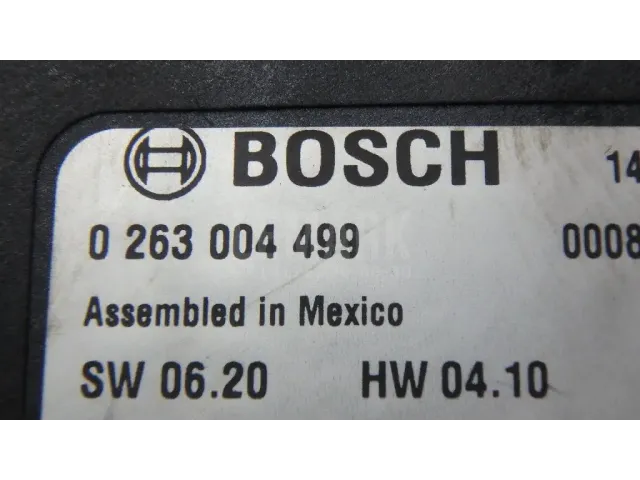 BOSCH 14
0 263 004 499 0008
Assembled in Mexico
SW 06.20 HW 04.10